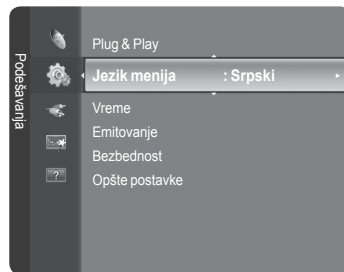 Podešavanja
Plug & Play
Jezik menija : Srpski
Vreme
Emitovanje
Bezbednost
Opšte postavke